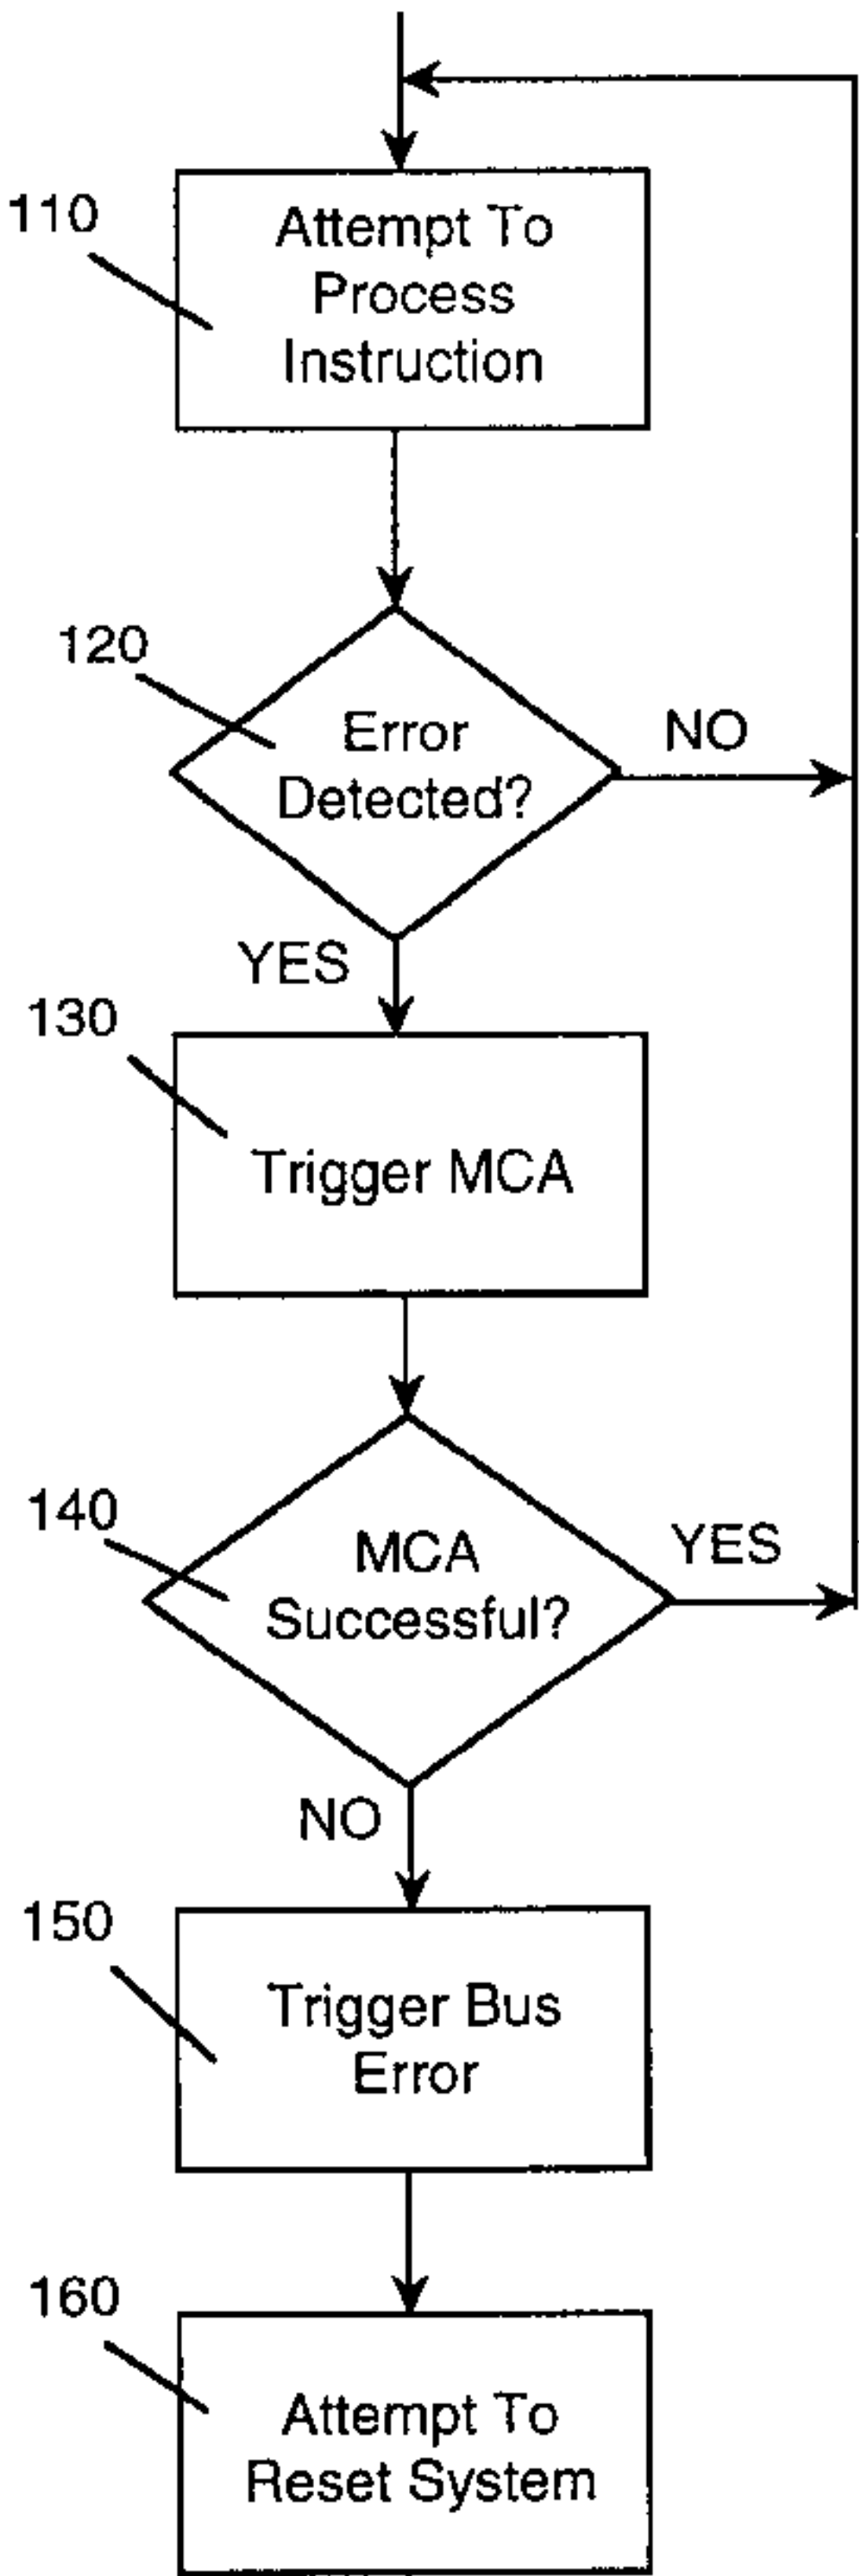 110
Attempt To
Process
Instruction
120
Error
Detected?
NO
YES
130
Trigger MCA
140
MCA
Successful?
YES
NO
150
Trigger Bus
Error
160
Attempt To
Reset System